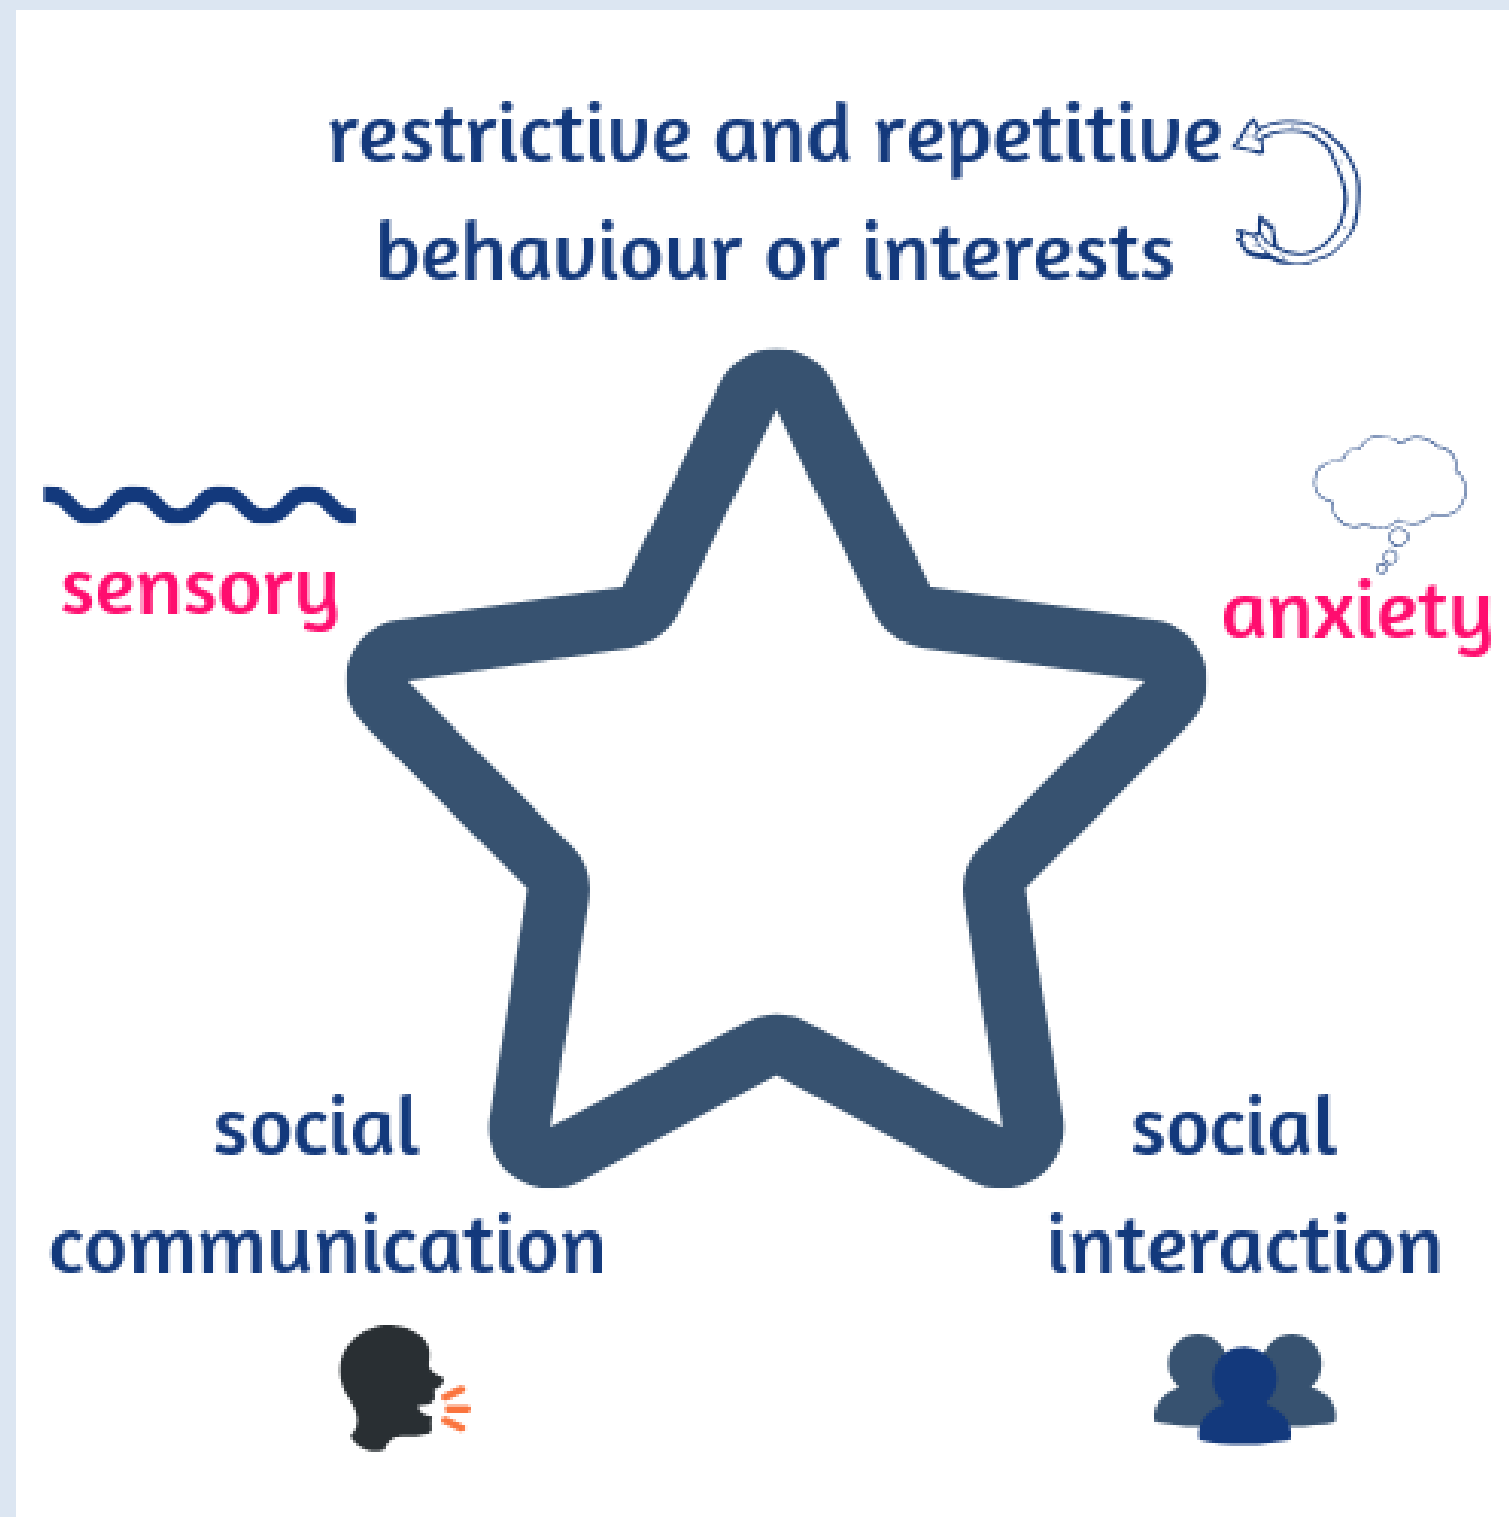 restrictive and repetitive
behaviour or interests
sensory
anxiety
social
communication
social
interaction